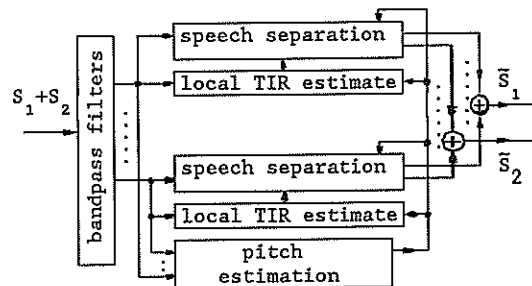 speech separation
local TIR estimate
S₁+S₂
bandpass filters
S̃₁
speech separation
S̃₂
local TIR estimate
pitch
estimation